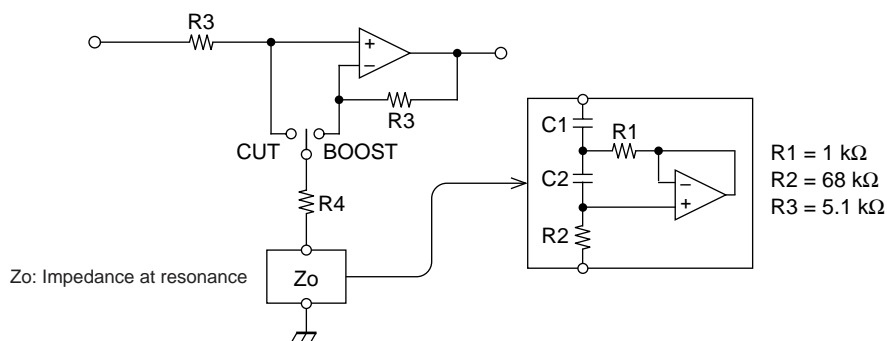 R3
+
−
R3
CUT
BOOST
R4
Zo: Impedance at resonance
Zo
C1
R1
C2
−
+
R2
R1 = 1 kΩ
R2 = 68 kΩ
R3 = 5.1 kΩ